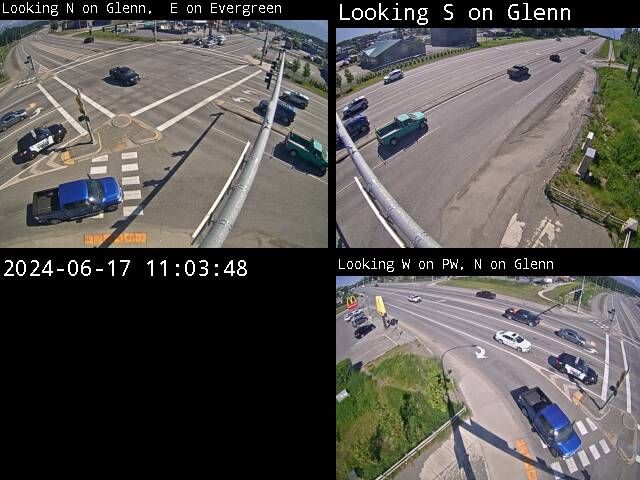 Looking N on Glenn, E on Evergreen
Looking S on Glenn
2024-06-17 11:03:48
Looking W on PW, N on Glenn